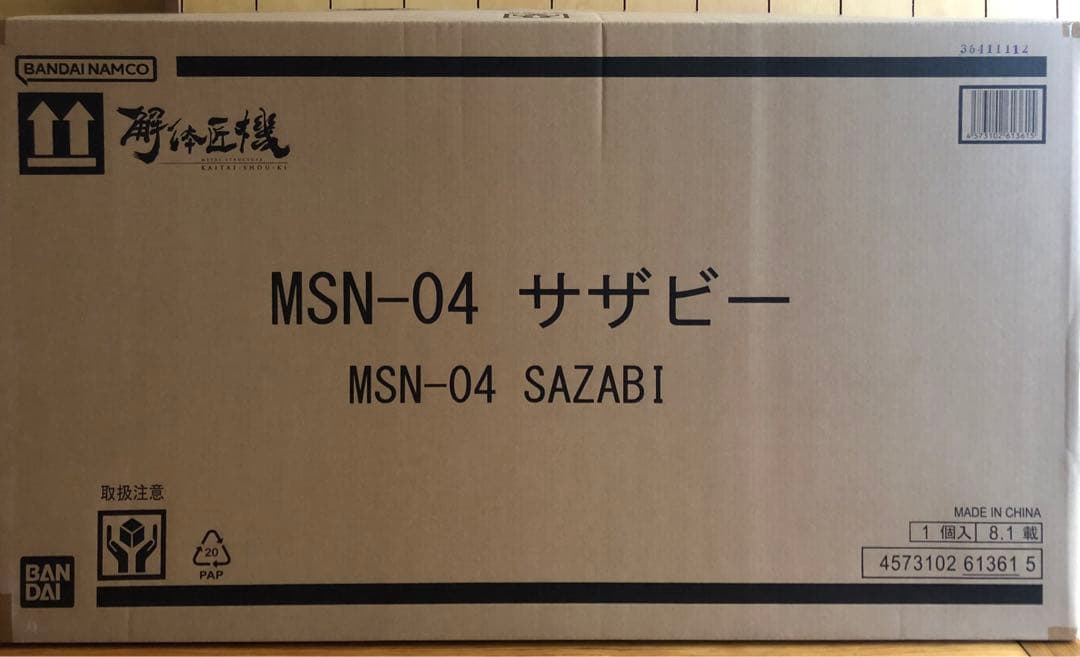 36411112
BANDAI NAMCO
4573102 613615
解体匠機
METAL STRUCTURE
KAITAI-SHOU-KI
MSN-04 サザビー
MSN-04 SAZABI
取扱注意
20
PAP
BAN
DAI
MADE IN CHINA
1 個入 8.1 載
4573102 61361 5